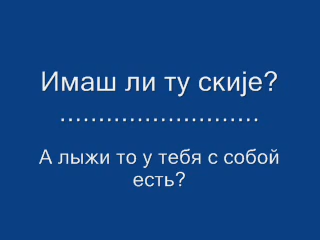 Имаш ли ту скије?
..........................
А лыжи то у тебя с собой
есть?